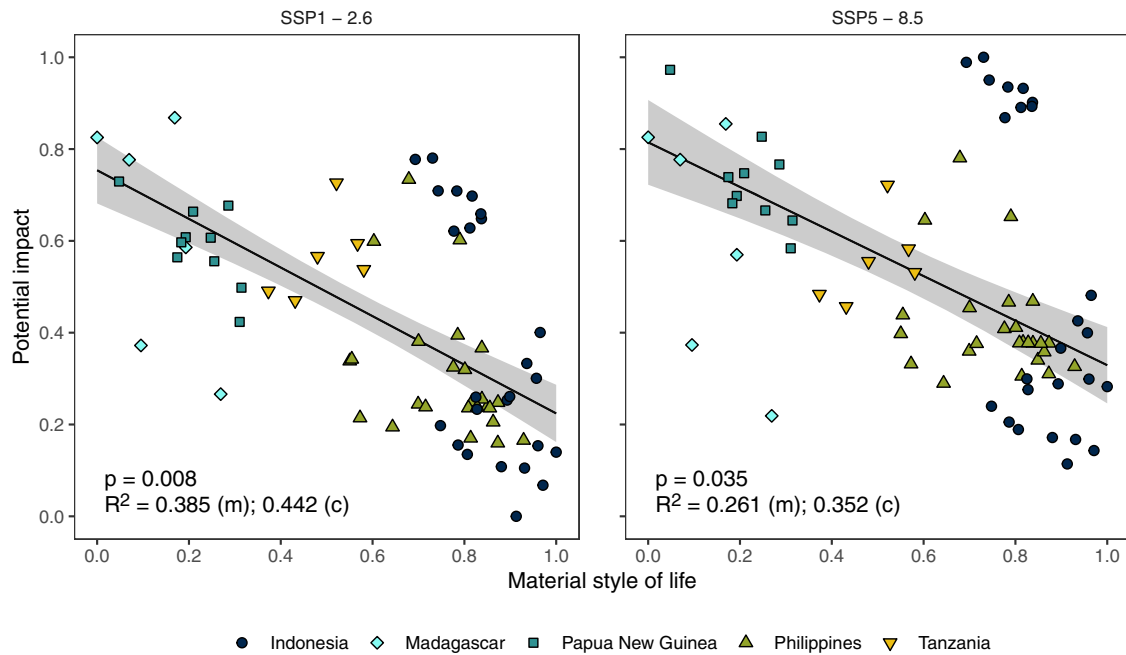 SSP1 − 2.6
SSP5 − 8.5
Potential impact
1.0
0.8
0.6
0.4
0.2
0.0
p = 0.008
R² = 0.385 (m); 0.442 (c)
p = 0.035
R² = 0.261 (m); 0.352 (c)
0.0 0.2 0.4 0.6 0.8 1.0
0.0 0.2 0.4 0.6 0.8 1.0
Material style of life
Indonesia Madagascar Papua New Guinea Philippines Tanzania